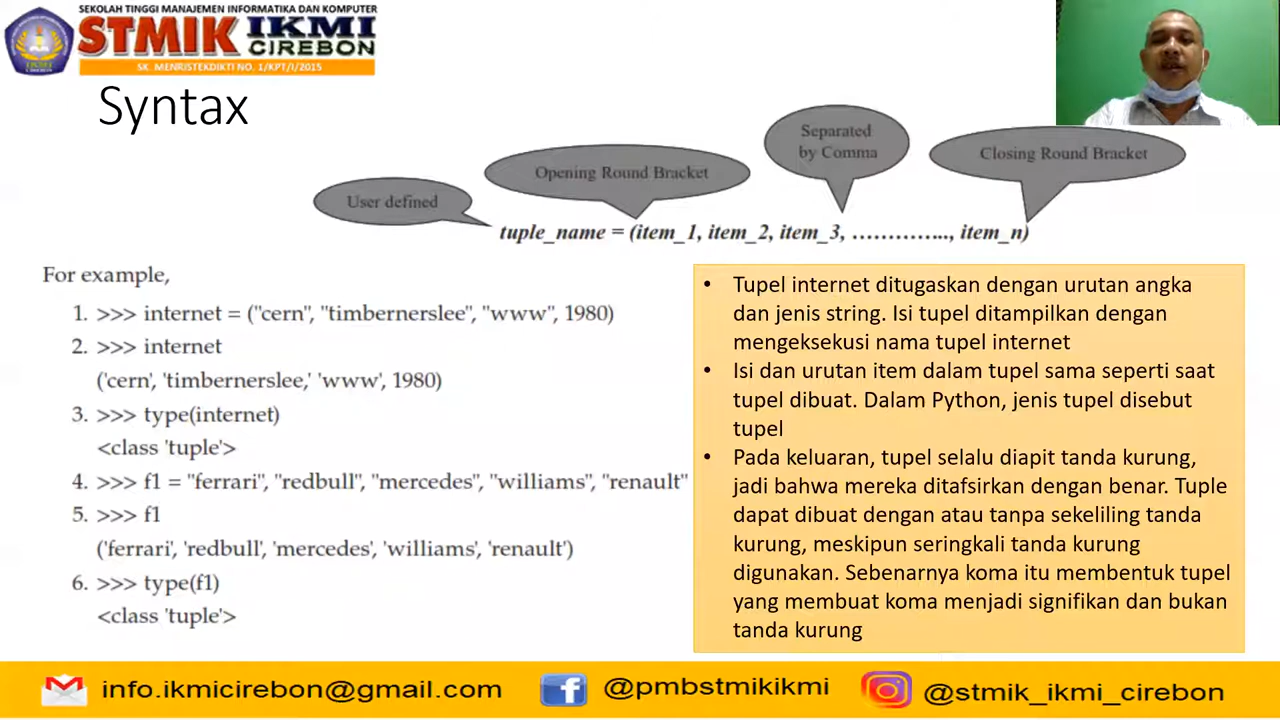 SEKOLAH TINGGI MANAJEMEN INFORMATIKA DAN KOMPUTER
STMIK IKMI
CIREBON
SK. MENRISTEKDIKTI NO. 1/KPT/I/2015
Syntax
User defined
Opening Round Bracket
Separated
by Comma
Closing Round Bracket
tuple_name = (item_1, item_2, item_3, ………….., item_n)
For example,
1. >>> internet = ("cern", "timbernerslee", "www", 1980)
2. >>> internet
('cern', 'timbernerslee,' 'www', 1980)
3. >>> type(internet)
<class 'tuple'>
4. >>> f1 = "ferrari", "redbull", "mercedes", "williams", "renault"
5. >>> f1
('ferrari', 'redbull', 'mercedes', 'williams', 'renault')
6. >>> type(f1)
<class 'tuple'>
• Tupel internet ditugaskan dengan urutan angka
dan jenis string. Isi tupel ditampilkan dengan
mengeksekusi nama tupel internet
• Isi dan urutan item dalam tupel sama seperti saat
tupel dibuat. Dalam Python, jenis tupel disebut
tupel
• Pada keluaran, tupel selalu diapit tanda kurung,
jadi bahwa mereka ditafsirkan dengan benar. Tuple
dapat dibuat dengan atau tanpa sekeliling tanda
kurung, meskipun seringkali tanda kurung
digunakan. Sebenarnya koma itu membentuk tupel
yang membuat koma menjadi signifikan dan bukan
tanda kurung
info.ikmicirebon@gmail.com
@pmbstmikikmi
@stmik_ikmi_cirebon